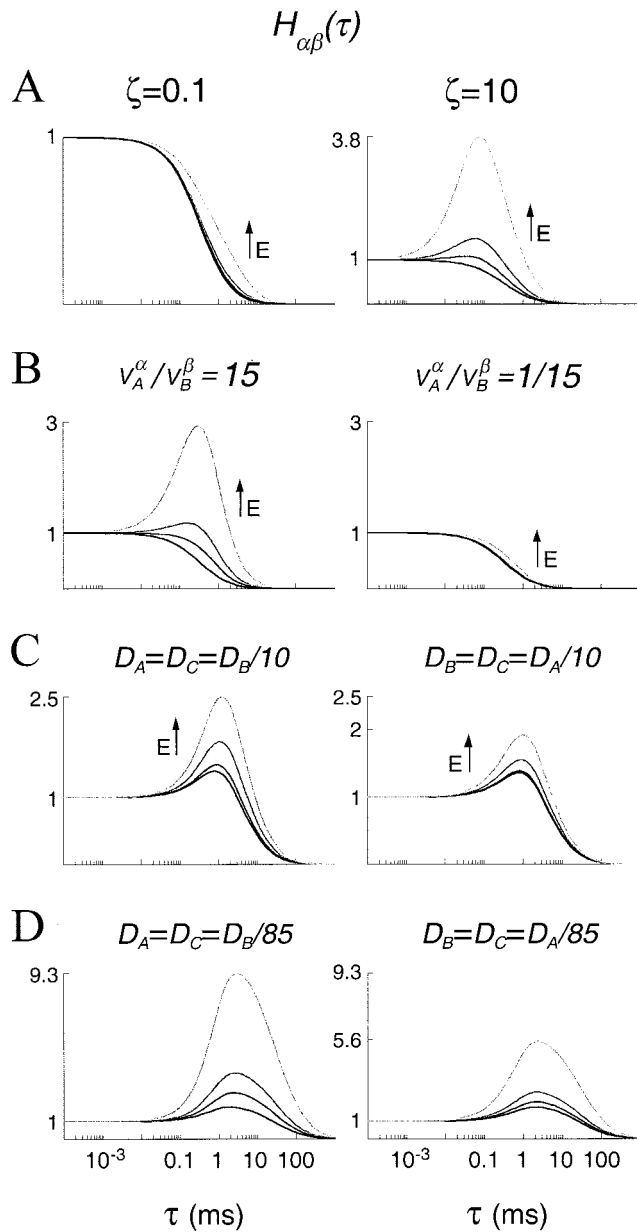 H_{αβ}(τ)
A
ζ=0.1
ζ=10
1
E
3.8
1
E
B
v_A^α/v_B^β = 15
v_A^α/v_B^β = 1/15
3
1
E
1
E
C
D_A=D_C=D_B/10
D_B=D_C=D_A/10
2.5
1
E
2.5
2
1
E
D
D_A=D_C=D_B/85
D_B=D_C=D_A/85
9.3
1
9.3
5.6
1
10^{-3} 0.1 1 10 100
10^{-3} 0.1 1 10 100
τ (ms)
τ (ms)